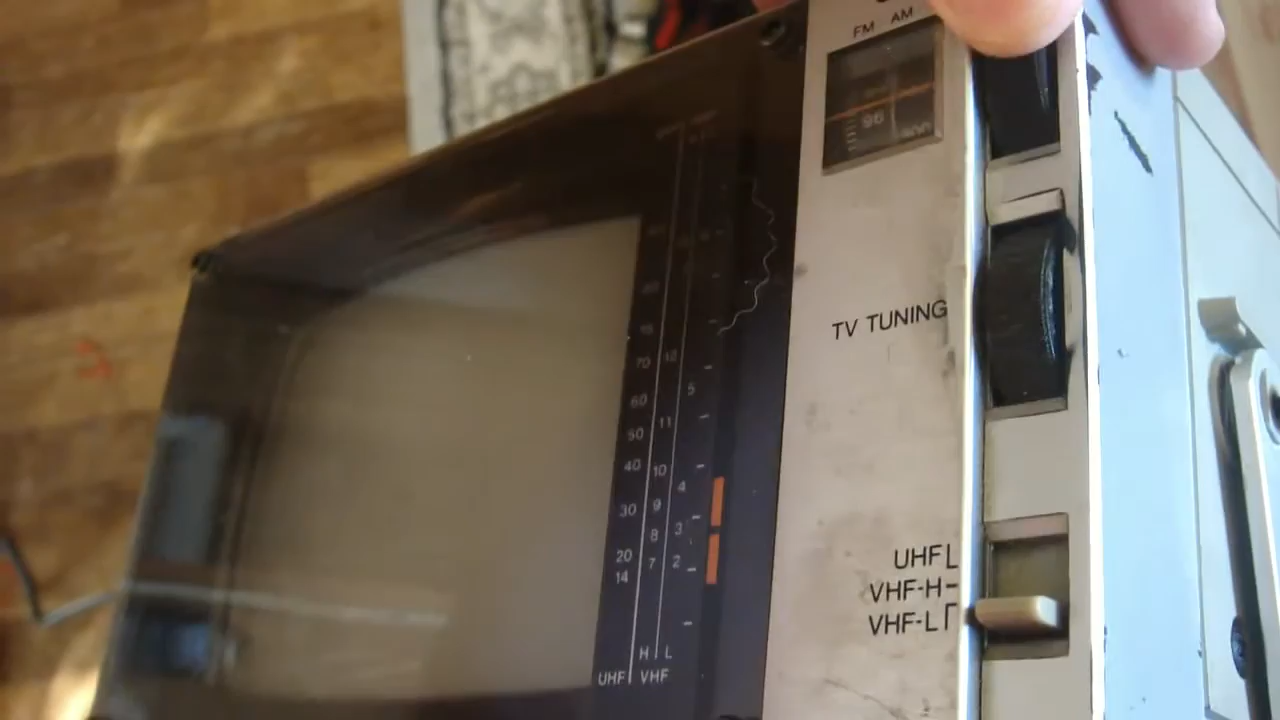 FM AM
96
TV TUNING
70 12
60 5
50 11
40 10 4
30 9 3
20 8 2
14 7
H L
UHF VHF
UHF
VHF-H
VHF-L